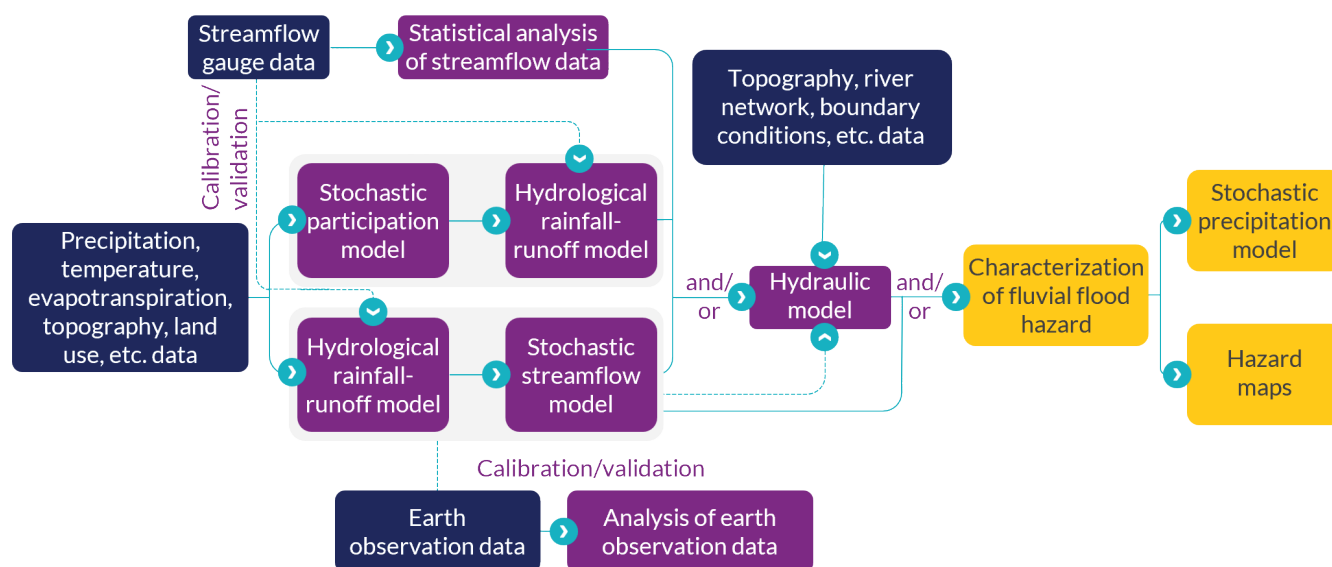 Streamflow
gauge data
Statistical analysis
of streamflow data
Topography, river
network, boundary
conditions, etc. data
Calibration/
validation
Stochastic
participation
model
Hydrological
rainfall-
runoff model
Stochastic
precipitation
model
Precipitation,
temperature,
evapotranspiration,
topography, land
use, etc. data
and/
or
Hydraulic
model
and/
or
Characterization
of fluvial flood
hazard
Hydrological
rainfall-
runoff model
Stochastic
streamflow
model
Hazard
maps
Calibration/validation
Earth
observation data
Analysis of earth
observation data